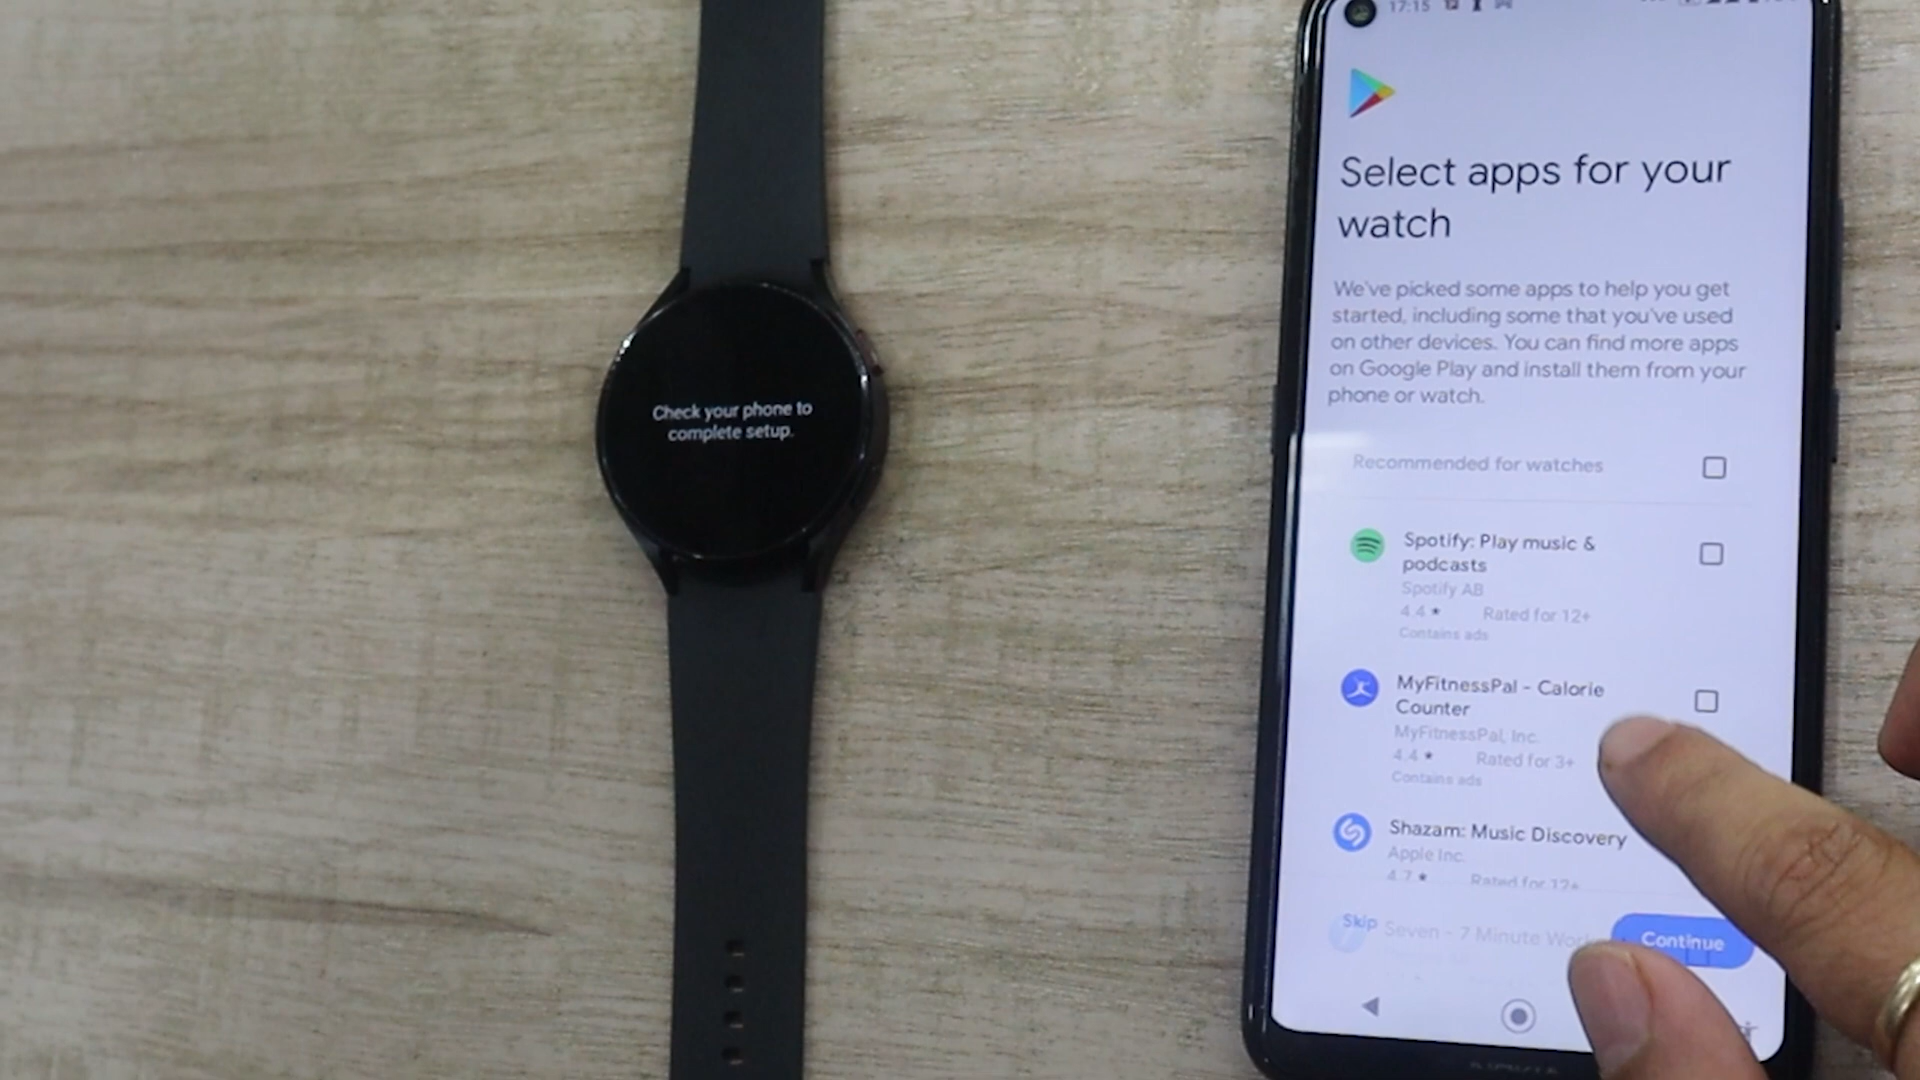 Check your phone to
complete setup.
17:15
Select apps for your
watch
We've picked some apps to help you get
started, including some that you've used
on other devices. You can find more apps
on Google Play and install them from your
phone or watch.
Recommended for watches
Spotify: Play music &
podcasts
Spotify AB
4.4 ★ Rated for 12+
Contains ads
MyFitnessPal - Calorie
Counter
MyFitnessPal, Inc.
4.4 ★ Rated for 3+
Contains ads
Shazam: Music Discovery
Apple Inc.
4.7 ★ Rated for 12+
Skip
Seven - 7 Minute
Continue